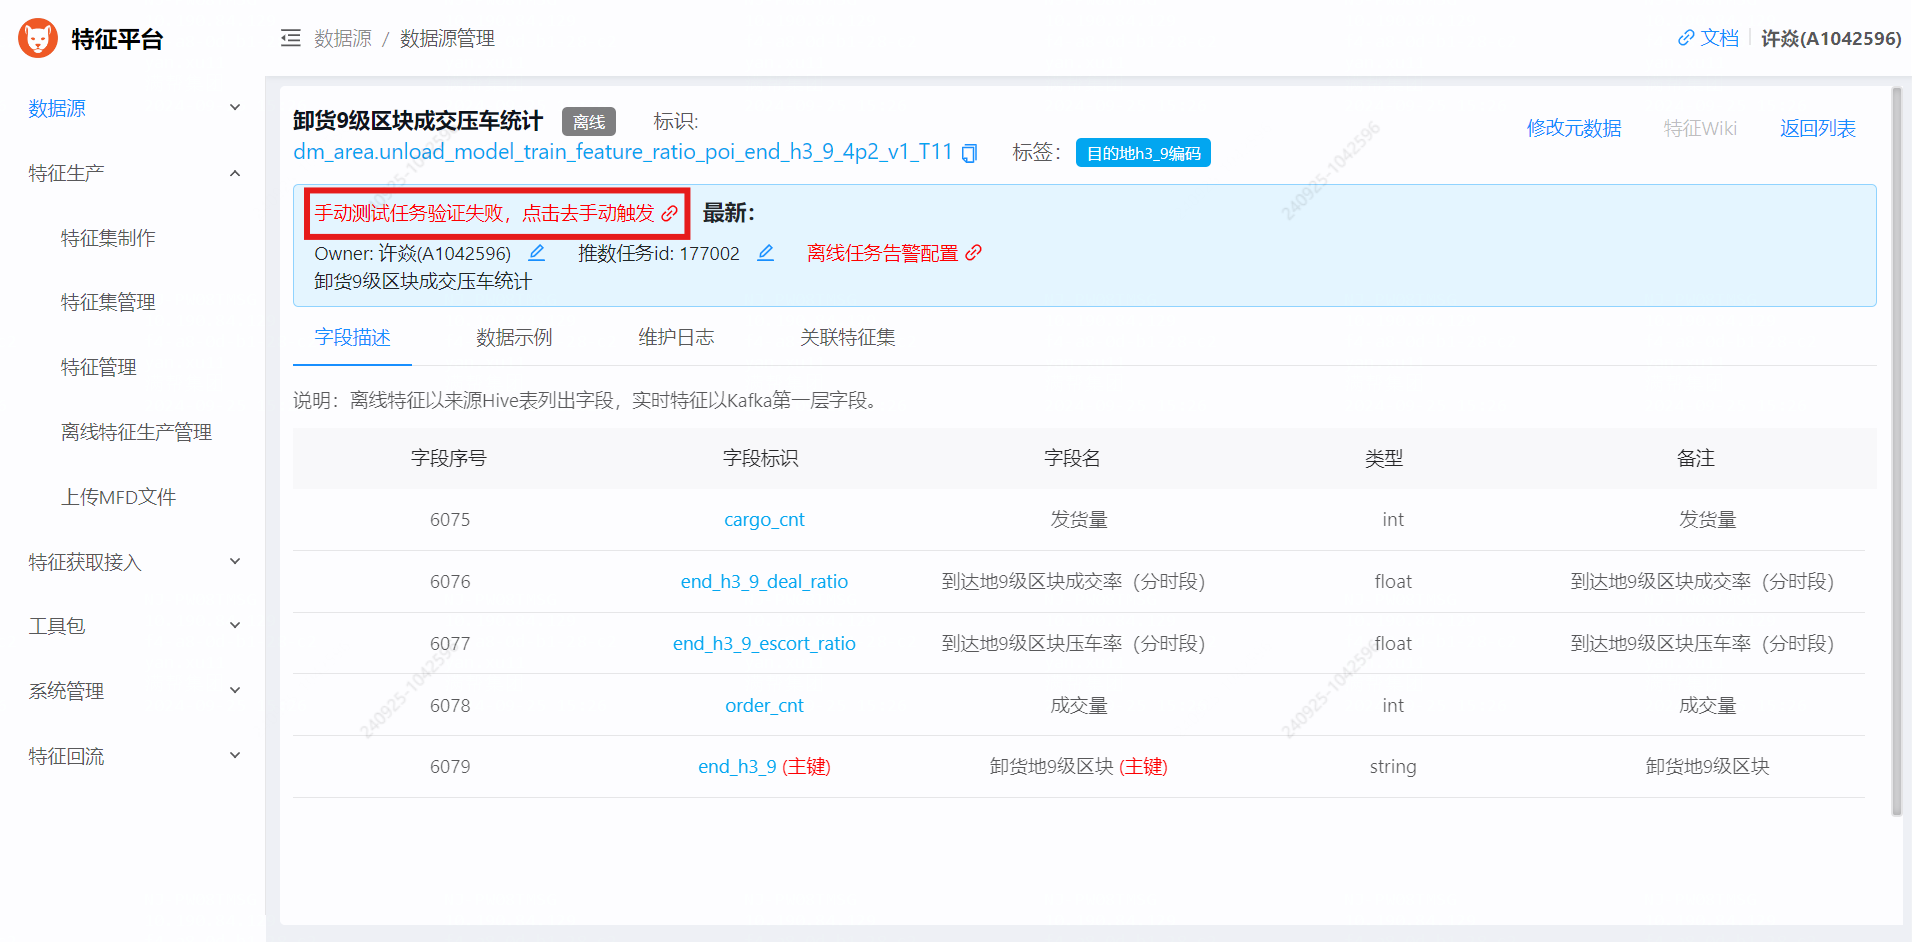 特征平台
数据源 / 数据源管理
文档 许焱(A1042596)
数据源
特征生产
特征集制作
特征集管理
特征管理
离线特征生产管理
上传MFD文件
特征获取接入
工具包
系统管理
特征回流
卸货9级区块成交压车统计 离线 标识:
dm_area.unload_model_train_feature_ratio_poi_end_h3_9_4p2_v1_T11 标签： 目的地h3_9编码
修改元数据 特征Wiki 返回列表
手动测试任务验证失败，点击去手动触发 最新：
Owner: 许焱(A1042596) 推数任务id: 177002 离线任务告警配置
卸货9级区块成交压车统计
字段描述 数据示例 维护日志 关联特征集
说明：离线特征以来源Hive表列出字段，实时特征以Kafka第一层字段。
字段序号 字段标识 字段名 类型 备注
6075 cargo_cnt 发货量 int 发货量
6076 end_h3_9_deal_ratio 到达地9级区块成交率（分时段） float 到达地9级区块成交率（分时段）
6077 end_h3_9_escort_ratio 到达地9级区块压车率（分时段） float 到达地9级区块压车率（分时段）
6078 order_cnt 成交量 int 成交量
6079 end_h3_9 (主键) 卸货地9级区块 (主键) string 卸货地9级区块
240925-1042596
240925-1042596
240925-1042596
240925-1042596